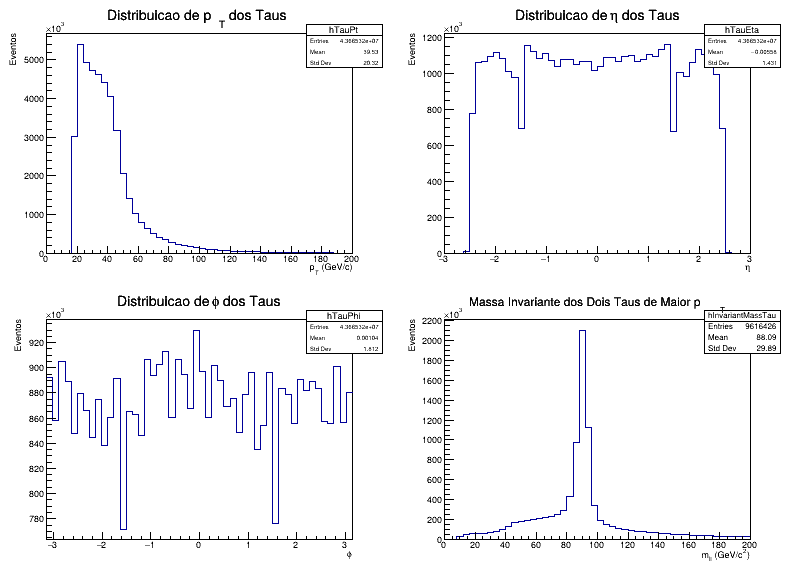 Distribuicao de p T dos Taus
×10³
Eventos
hTauPt
Entries 4.366532e+07
Mean 39.53
Std Dev 20.32
5000
4000
3000
2000
1000
0
0 20 40 60 80 100 120 140 160 180 200
p_T (GeV/c)
Distribuicao de η dos Taus
×10³
Eventos
hTauEta
Entries 4.366532e+07
Mean −0.00558
Std Dev 1.431
1200
1000
800
600
400
200
0
−3 −2 −1 0 1 2 3
η
Distribuicao de ϕ dos Taus
×10³
Eventos
hTauPhi
Entries 4.366532e+07
Mean 0.00104
Std Dev 1.812
920
900
880
860
840
820
800
780
−3 −2 −1 0 1 2 3
ϕ
Massa Invariante dos Dois Taus de Maior p T
×10³
Eventos
hInvariantMassTau
Entries 9616426
Mean 88.09
Std Dev 29.89
2200
2000
1800
1600
1400
1200
1000
800
600
400
200
0
0 20 40 60 80 100 120 140 160 180 200
m_ll (GeV/c²)